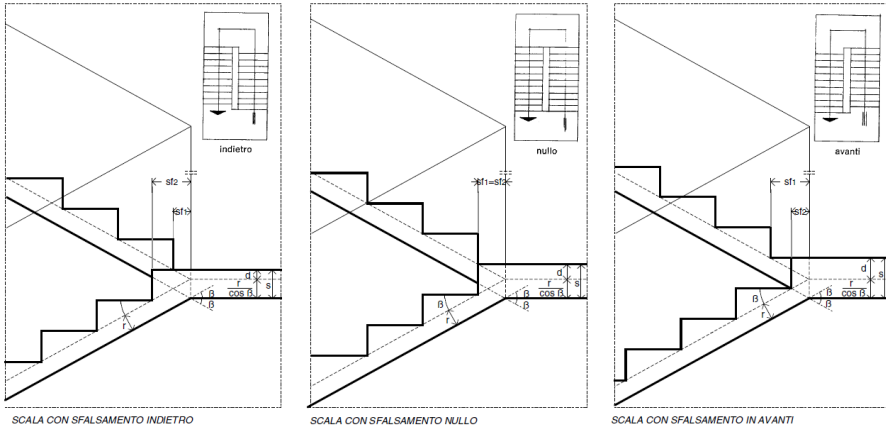 indietro
sf2
sf1
d
s
r
cos β
β
β
β
r
SCALA CON SFALSAMENTO INDIETRO
nullo
sf1=sf2
d
s
r
cos β
β
β
β
r
SCALA CON SFALSAMENTO NULLO
avanti
sf1
sf2
d
s
r
cos β
β
β
β
r
SCALA CON SFALSAMENTO IN AVANTI